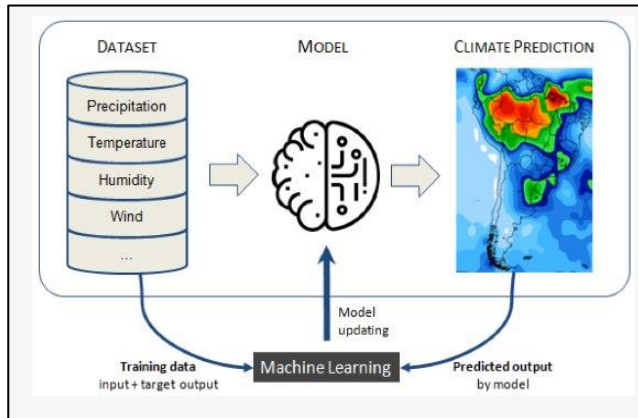 DATASET
MODEL
CLIMATE PREDICTION
Precipitation
Temperature
Humidity
Wind
...
Model
updating
Training data
input + target output
Machine Learning
Predicted output
by model